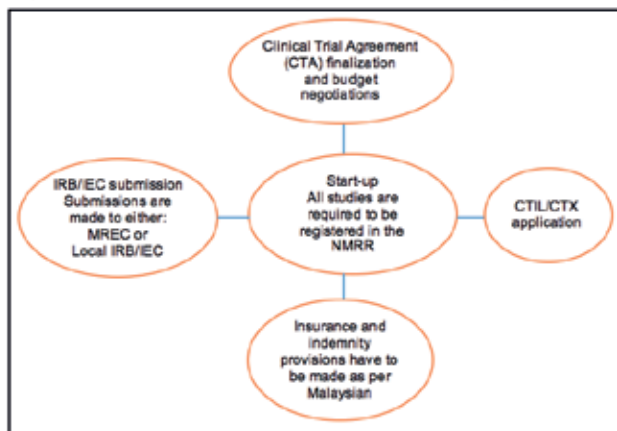 Clinical Trial Agreement
(CTA) finalization
and budget
negotiations
IRB/IEC submission
Submissions are
made to either:
MREC or
Local IRB/IEC
Start-up
All studies are
required to be
registered in the
NMRR
CTIL/CTX
application
Insurance and
indemnity
provisions have to
be made as per
Malaysian